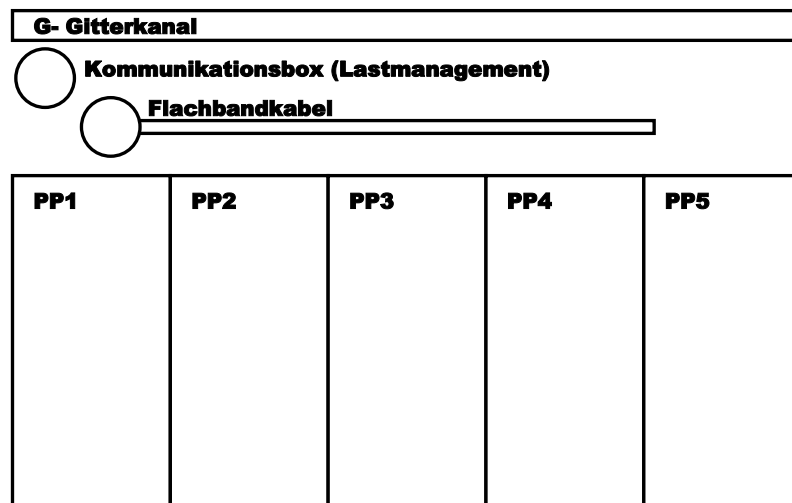 G- Gitterkanal
Kommunikationsbox (Lastmanagement)
Flachbandkabel
PP1 PP2 PP3 PP4 PP5